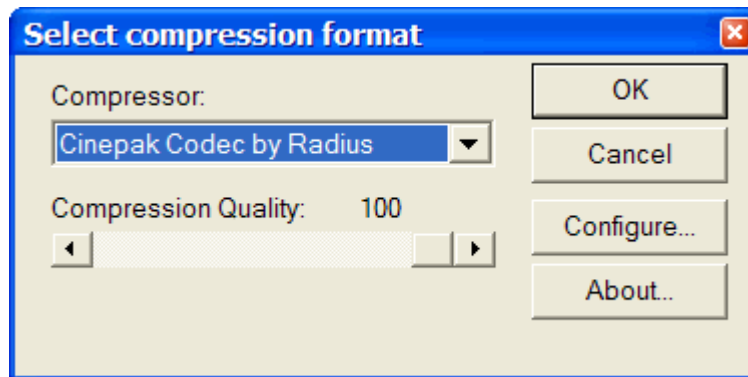 Select compression format
Compressor:
Cinepak Codec by Radius
Compression Quality: 100
OK
Cancel
Configure...
About...